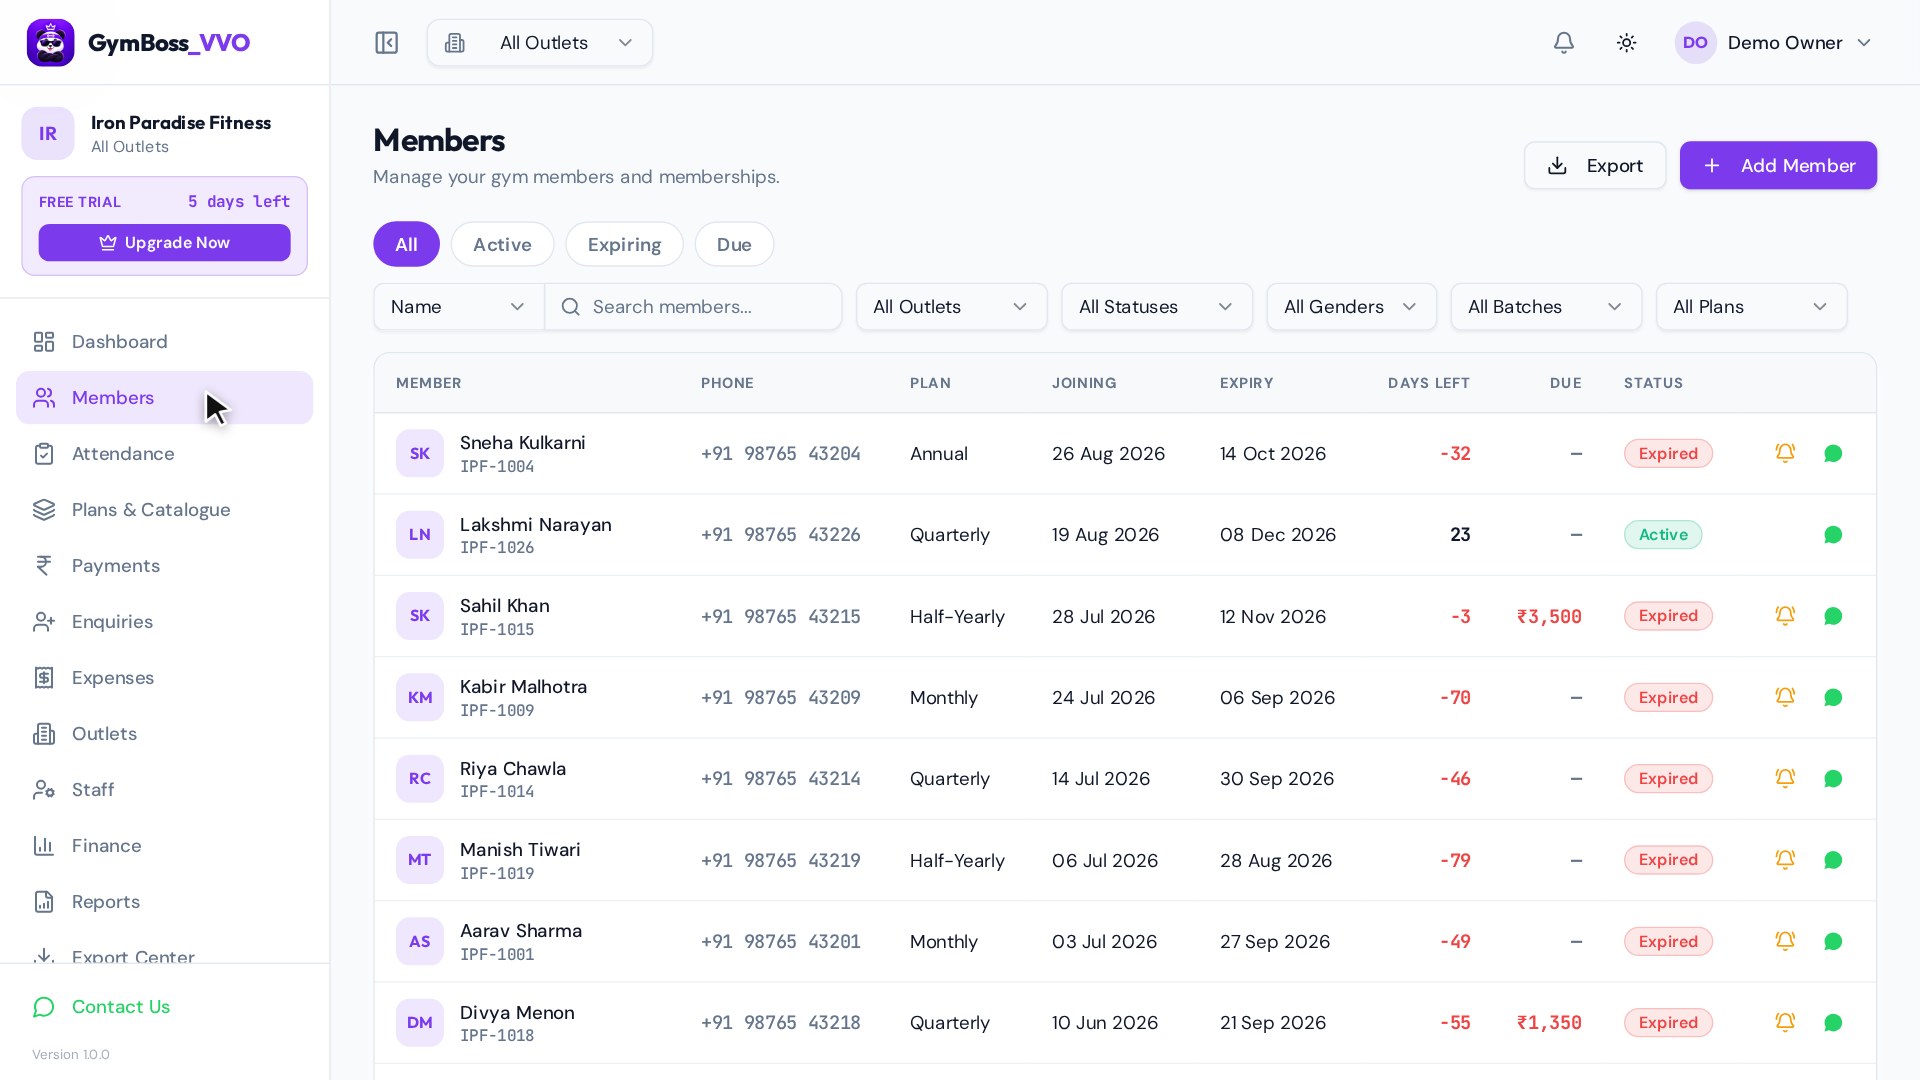 GymBoss_VVO
All Outlets
DO
Demo Owner
IR
Iron Paradise Fitness
All Outlets
FREE TRIAL
5 days left
Upgrade Now
Dashboard
Members
Attendance
Plans & Catalogue
Payments
Enquiries
Expenses
Outlets
Staff
Finance
Reports
Export Center
Contact Us
Version 1.0.0
Members
Manage your gym members and memberships.
Export
Add Member
All Active Expiring Due
Name Search members... All Outlets All Statuses All Genders All Batches All Plans
MEMBER PHONE PLAN JOINING EXPIRY DAYS LEFT DUE STATUS
SK Sneha Kulkarni +91 98765 43204 Annual 26 Aug 2026 14 Oct 2026 -32 – Expired
IPF-1004
LN Lakshmi Narayan +91 98765 43226 Quarterly 19 Aug 2026 08 Dec 2026 23 – Active
IPF-1026
SK Sahil Khan +91 98765 43215 Half-Yearly 28 Jul 2026 12 Nov 2026 -3 ₹3,500 Expired
IPF-1015
KM Kabir Malhotra +91 98765 43209 Monthly 24 Jul 2026 06 Sep 2026 -70 – Expired
IPF-1009
RC Riya Chawla +91 98765 43214 Quarterly 14 Jul 2026 30 Sep 2026 -46 – Expired
IPF-1014
MT Manish Tiwari +91 98765 43219 Half-Yearly 06 Jul 2026 28 Aug 2026 -79 – Expired
IPF-1019
AS Aarav Sharma +91 98765 43201 Monthly 03 Jul 2026 27 Sep 2026 -49 – Expired
IPF-1001
DM Divya Menon +91 98765 43218 Quarterly 10 Jun 2026 21 Sep 2026 -55 ₹1,350 Expired
IPF-1018